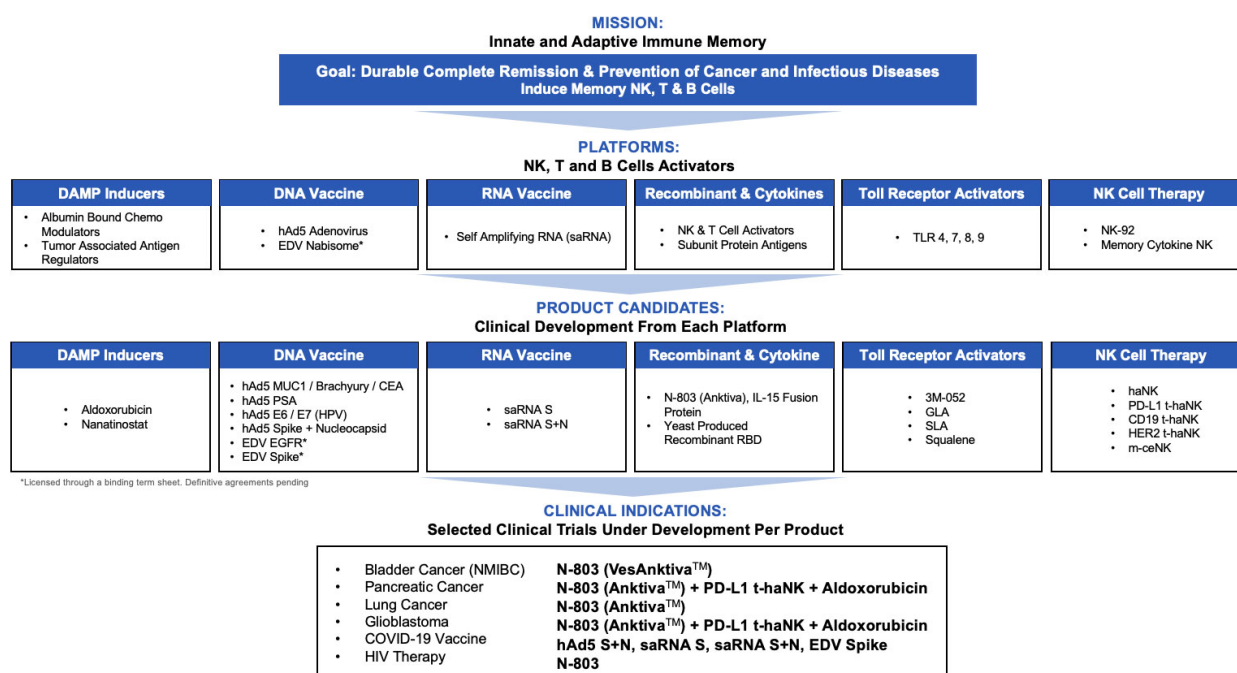 MISSION:
Innate and Adaptive Immune Memory
Goal: Durable Complete Remission & Prevention of Cancer and Infectious Diseases
Induce Memory NK, T & B Cells
PLATFORMS:
NK, T and B Cells Activators
DAMP Inducers
• Albumin Bound Chemo
Modulators
• Tumor Associated Antigen
Regulators
DNA Vaccine
• hAd5 Adenovirus
• EDV Nabisome*
RNA Vaccine
• Self Amplifying RNA (saRNA)
Recombinant & Cytokines
• NK & T Cell Activators
• Subunit Protein Antigens
Toll Receptor Activators
• TLR 4, 7, 8, 9
NK Cell Therapy
• NK-92
• Memory Cytokine NK
PRODUCT CANDIDATES:
Clinical Development From Each Platform
DAMP Inducers
• Aldoxorubicin
• Nanatinostat
DNA Vaccine
• hAd5 MUC1 / Brachyury / CEA
• hAd5 PSA
• hAd5 E6 / E7 (HPV)
• hAd5 Spike + Nucleocapsid
• EDV EGFR*
• EDV Spike*
RNA Vaccine
• saRNA S
• saRNA S+N
Recombinant & Cytokine
• N-803 (Anktiva), IL-15 Fusion
Protein
• Yeast Produced
Recombinant RBD
Toll Receptor Activators
• 3M-052
• GLA
• SLA
• Squalene
NK Cell Therapy
• haNK
• PD-L1 t-haNK
• CD19 t-haNK
• HER2 t-haNK
• m-ceNK
*Licensed through a binding term sheet. Definitive agreements pending
CLINICAL INDICATIONS:
Selected Clinical Trials Under Development Per Product
• Bladder Cancer (NMIBC) N-803 (VesAnktiva™)
• Pancreatic Cancer N-803 (Anktiva™) + PD-L1 t-haNK + Aldoxorubicin
• Lung Cancer N-803 (Anktiva™)
• Glioblastoma N-803 (Anktiva™) + PD-L1 t-haNK + Aldoxorubicin
• COVID-19 Vaccine hAd5 S+N, saRNA S, saRNA S+N, EDV Spike
• HIV Therapy N-803